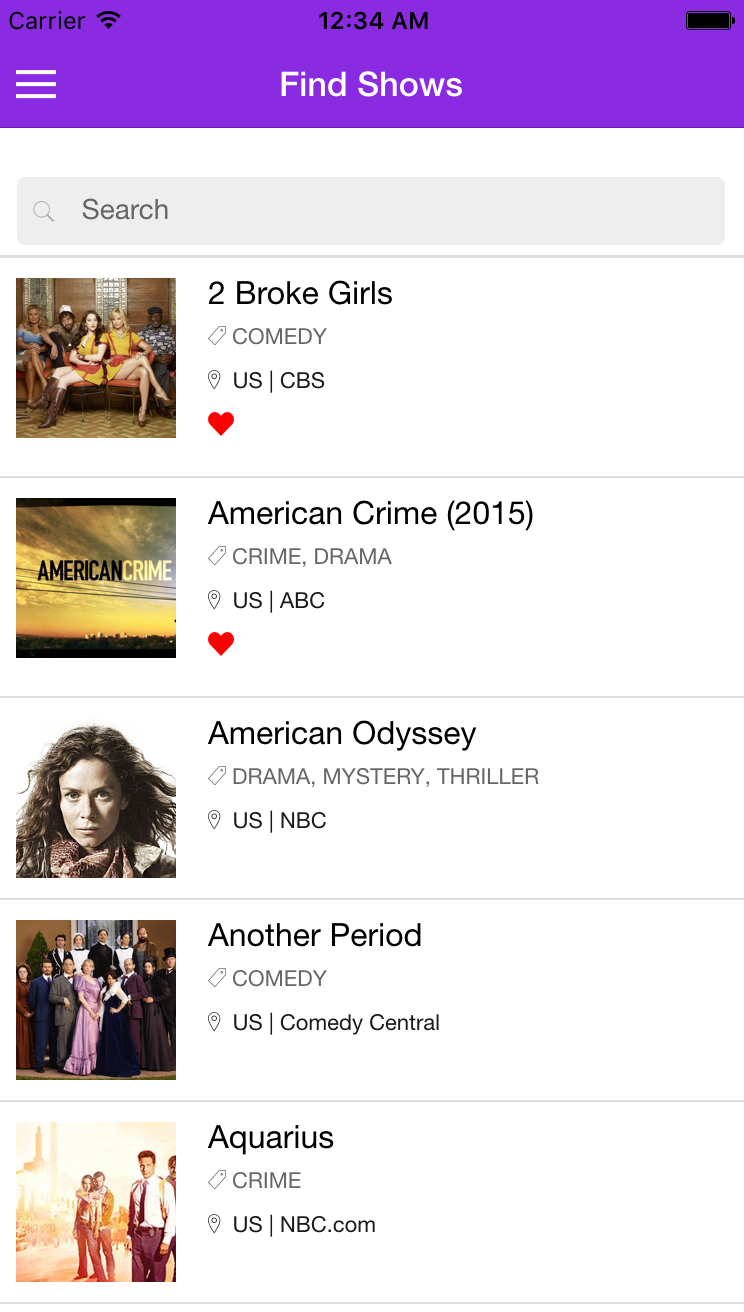 Carrier 12:34 AM
Find Shows
Search
2 Broke Girls
COMEDY
US | CBS
American Crime (2015)
AMERICANCRIME
CRIME, DRAMA
US | ABC
American Odyssey
DRAMA, MYSTERY, THRILLER
US | NBC
Another Period
COMEDY
US | Comedy Central
Aquarius
CRIME
US | NBC.com